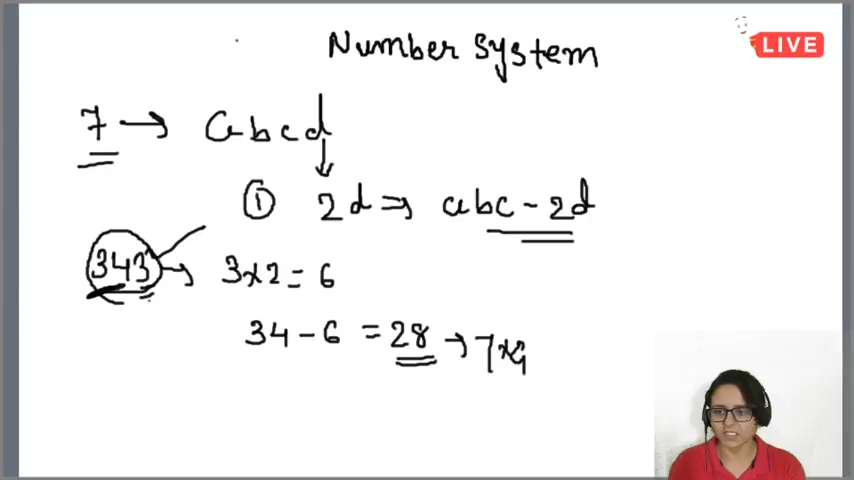 Number System
LIVE
7 → abcd
① 2d ⇒ abc - 2d
343 → 3×2 = 6
34 - 6 = 28 → 7×4